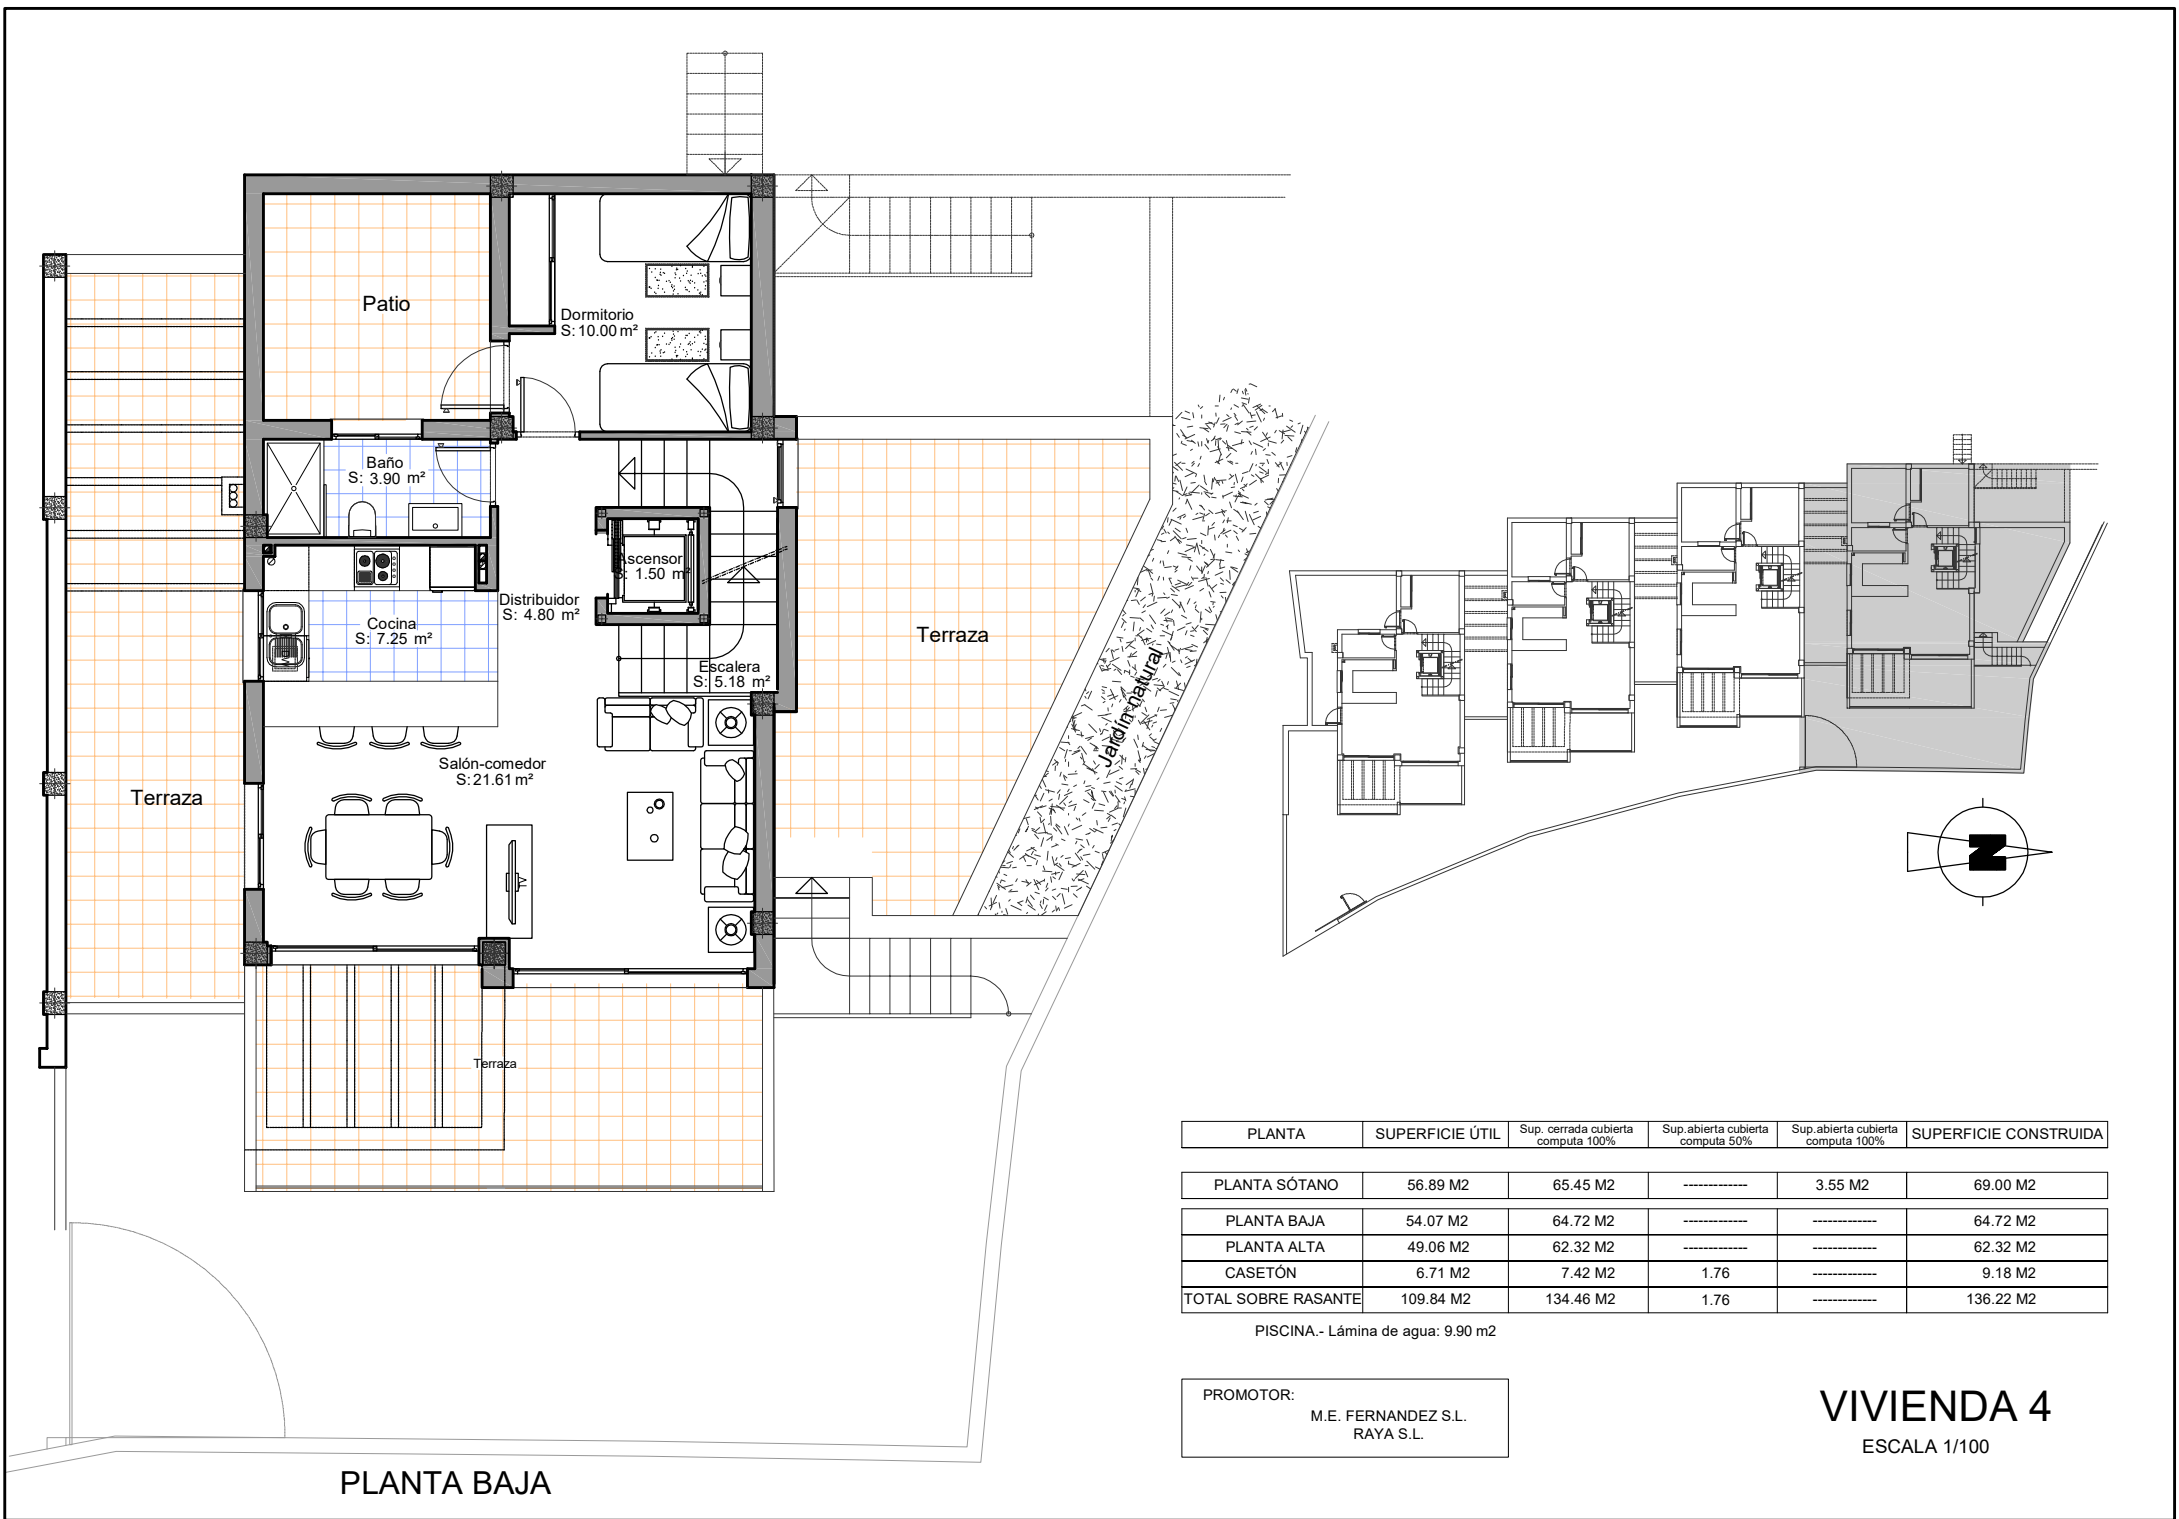 Patio
Dormitorio
S: 10.00 m²
Baño
S: 3.90 m²
Ascensor
S: 1.50 m²
Distribuidor
S: 4.80 m²
Cocina
S: 7.25 m²
Escalera
S: 5.18 m²
Terraza
Jardín natural
Salón-comedor
S: 21.61 m²
Terraza
TV
Terraza
N
PLANTA SUPERFICIE ÚTIL Sup. cerrada cubierta computa 100% Sup.abierta cubierta computa 50% Sup.abierta cubierta computa 100% SUPERFICIE CONSTRUIDA
PLANTA SÓTANO 56.89 M2 65.45 M2 ------------- 3.55 M2 69.00 M2
PLANTA BAJA 54.07 M2 64.72 M2 ------------- ------------- 64.72 M2
PLANTA ALTA 49.06 M2 62.32 M2 ------------- ------------- 62.32 M2
CASETÓN 6.71 M2 7.42 M2 1.76 ------------- 9.18 M2
TOTAL SOBRE RASANTE 109.84 M2 134.46 M2 1.76 ------------- 136.22 M2
PISCINA.- Lámina de agua: 9.90 m2
PROMOTOR:
M.E. FERNANDEZ S.L.
RAYA S.L.
VIVIENDA 4
ESCALA 1/100
PLANTA BAJA